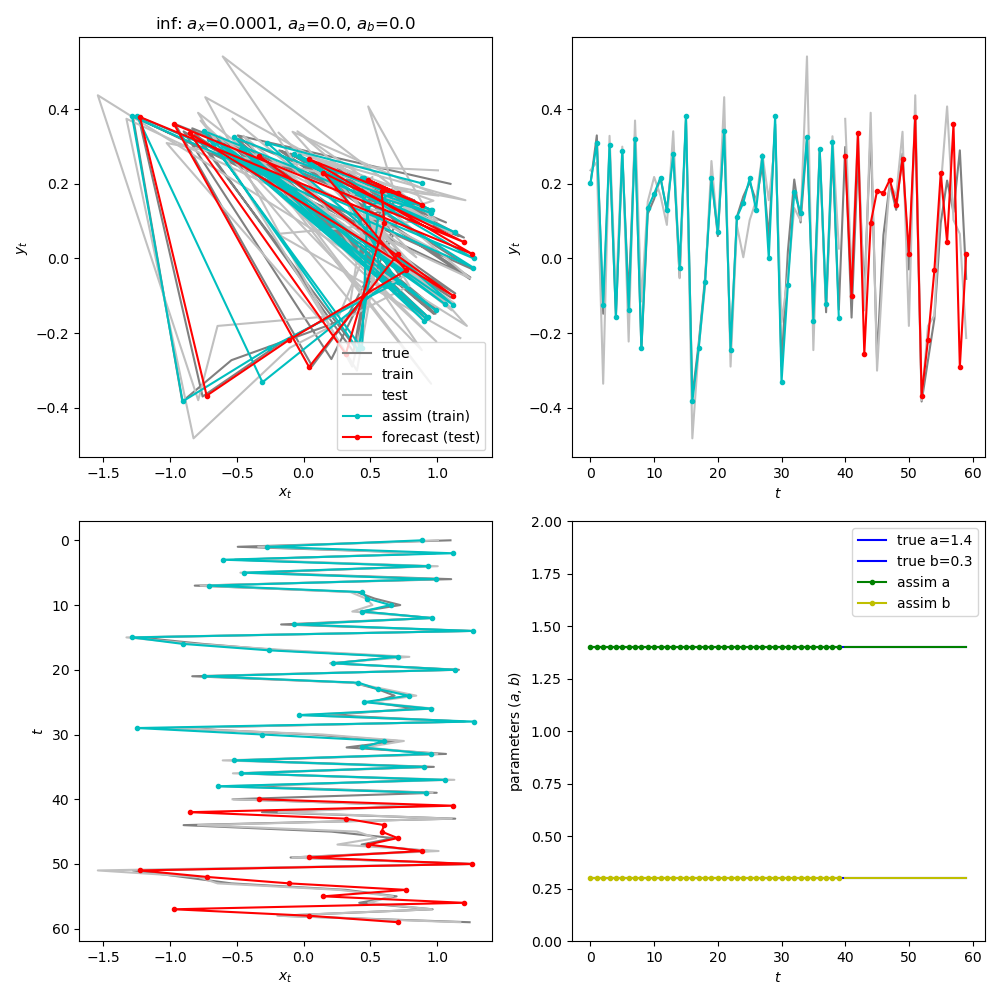 inf: a_x=0.0001, a_a=0.0, a_b=0.0
0.4
0.2
0.0
−0.2
−0.4
y_t
−1.5 −1.0 −0.5 0.0 0.5 1.0
x_t
true
train
test
assim (train)
forecast (test)
0.4
0.2
0.0
−0.2
−0.4
y_t
0 10 20 30 40 50 60
t
0
10
20
30
40
50
60
t
−1.5 −1.0 −0.5 0.0 0.5 1.0
x_t
2.00
1.75
1.50
1.25
1.00
0.75
0.50
0.25
0.00
parameters (a, b)
true a=1.4
true b=0.3
assim a
assim b
0 10 20 30 40 50 60
t